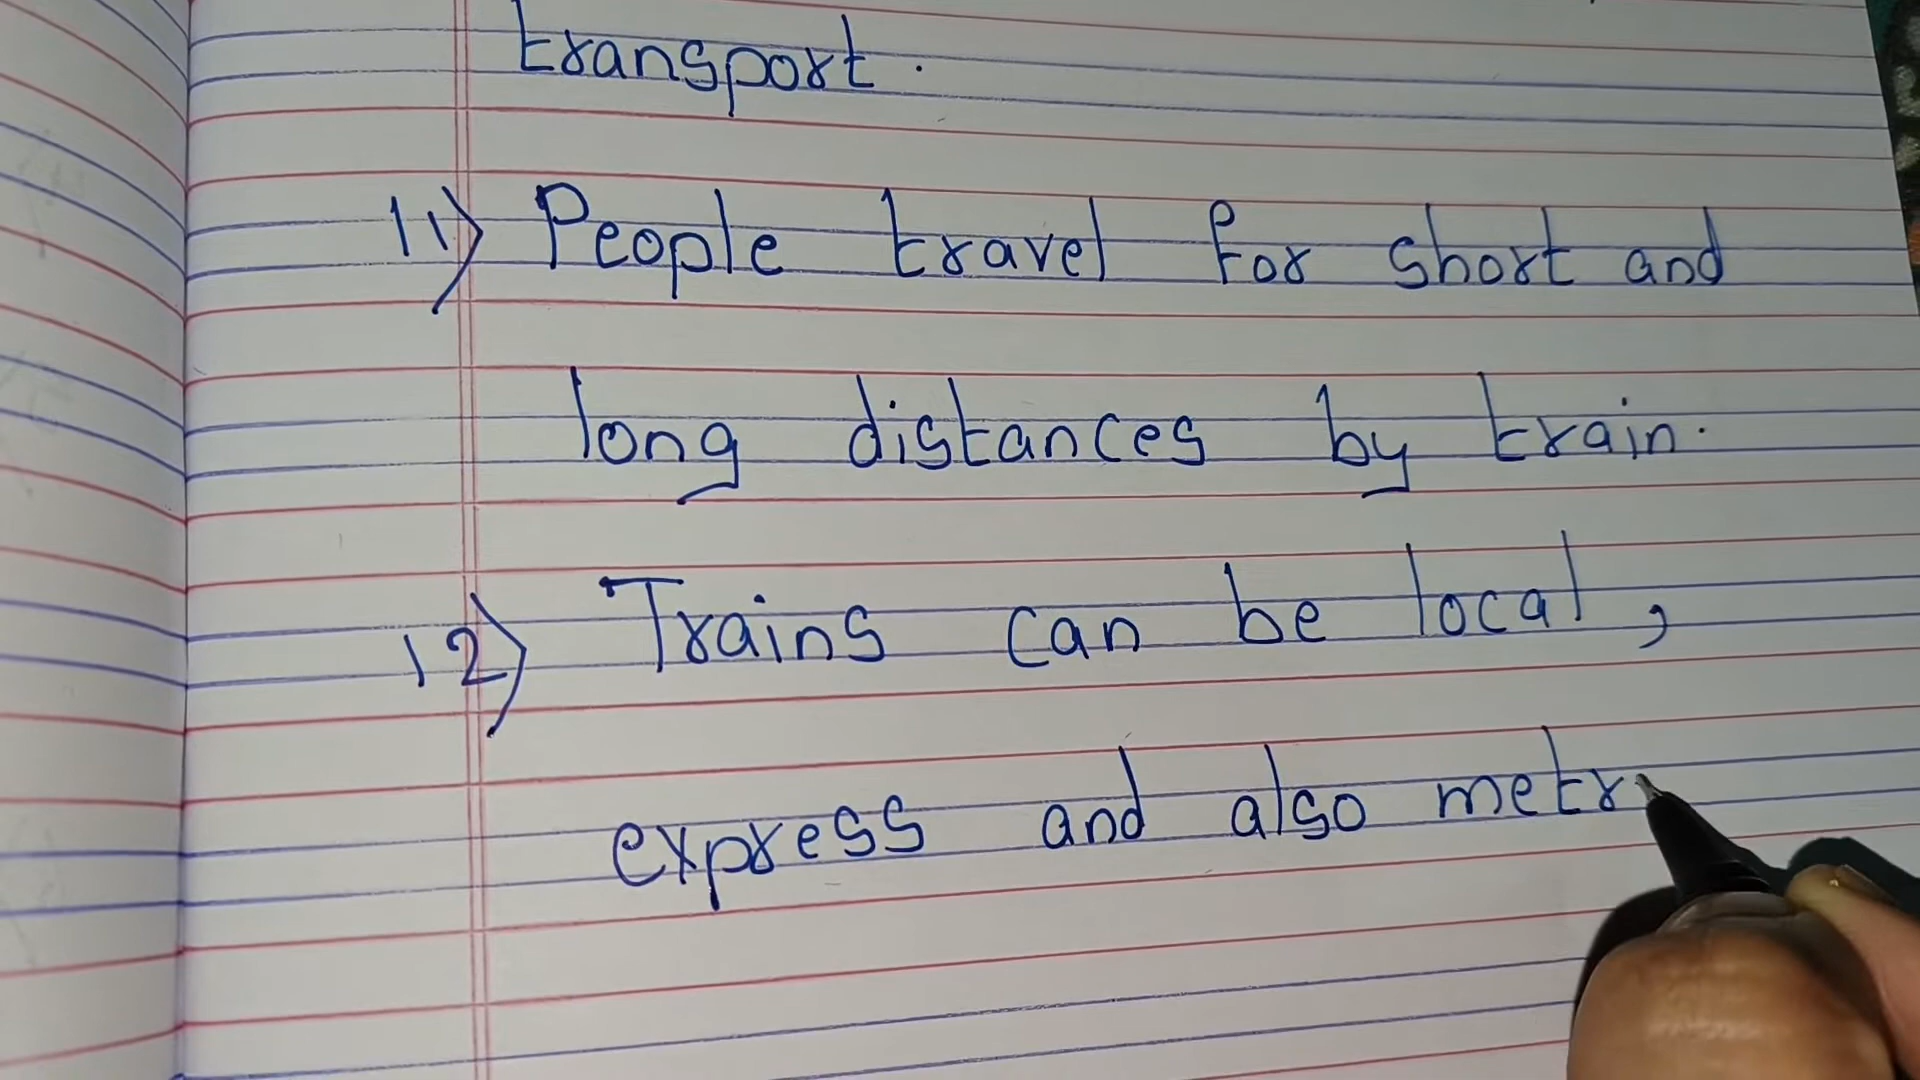 transport.
11) People travel for short and
long distances by train.
12) Trains can be local,
express and also metr